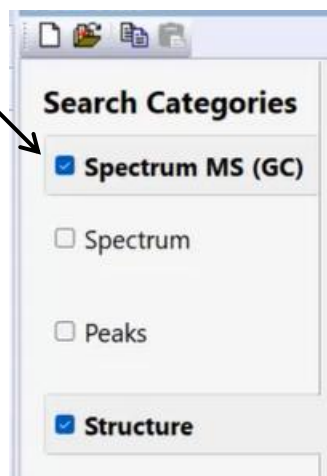 Search Categories
Spectrum MS (GC)
Spectrum
Peaks
Structure